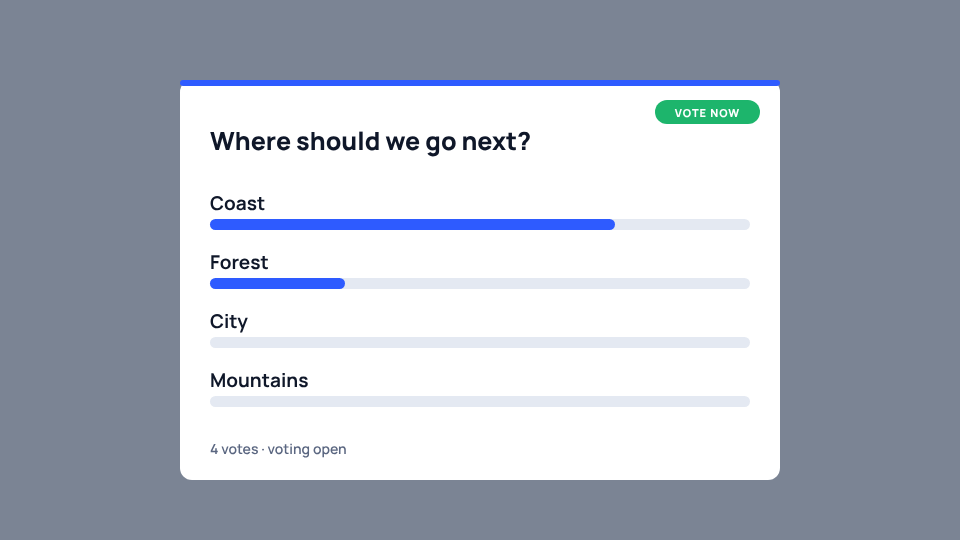 VOTE NOW
Where should we go next?
Coast
Forest
City
Mountains
4 votes · voting open